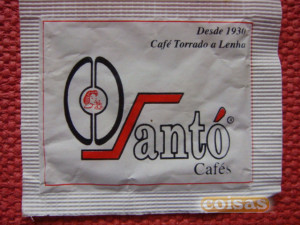 Desde 1930
Café Torrado a Lenha
Santó®
Cafés
coisas